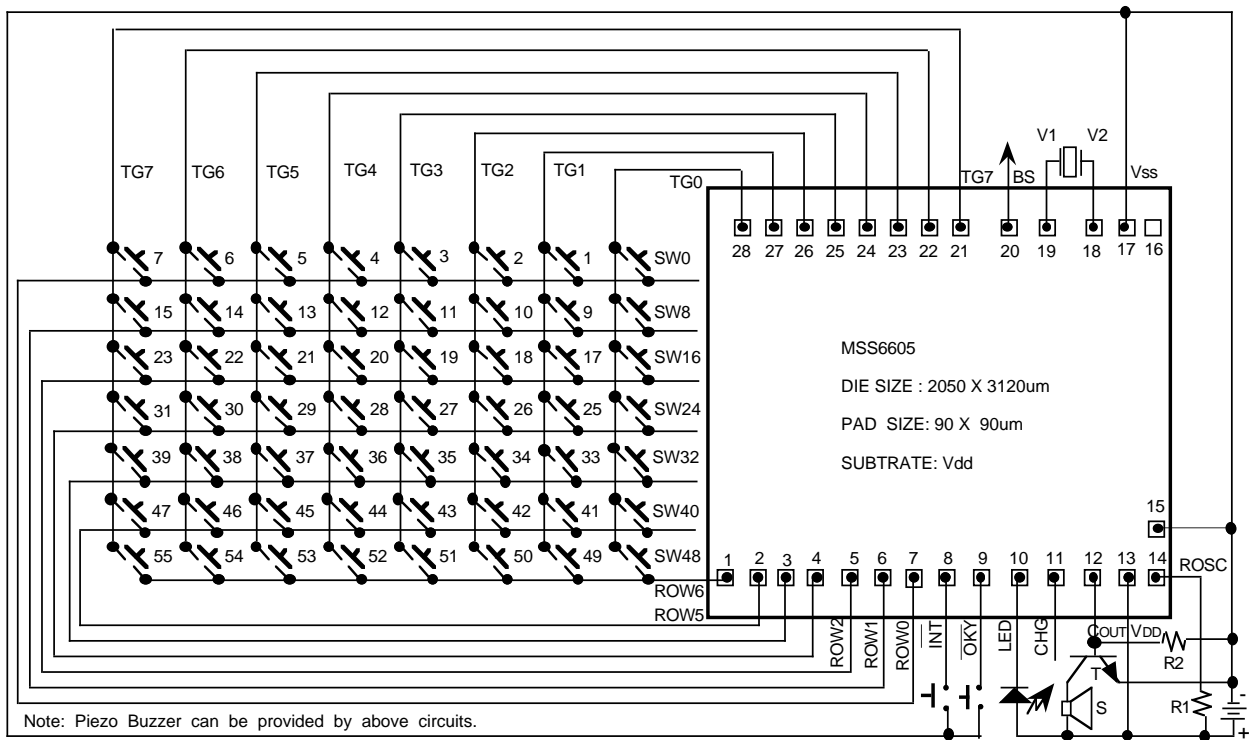 V1 V2
TG7 TG6 TG5 TG4 TG3 TG2 TG1 TG0 TG7 BS Vss
28 27 26 25 24 23 22 21 20 19 18 17 16
7 6 5 4 3 2 1 SW0
15 14 13 12 11 10 9 SW8
23 22 21 20 19 18 17 SW16
31 30 29 28 27 26 25 SW24
39 38 37 36 35 34 33 SW32
47 46 45 44 43 42 41 SW40
55 54 53 52 51 50 49 SW48
MSS6605
DIE SIZE : 2050 X 3120um
PAD SIZE: 90 X 90um
SUBTRATE: Vdd
15
1 2 3 4 5 6 7 8 9 10 11 12 13 14
ROSC
ROW6
ROW5
ROW2
ROW1
ROW0
INT
OKY
LED
CHG
COUT VDD
R2
T
S
R1
-
+
Note: Piezo Buzzer can be provided by above circuits.